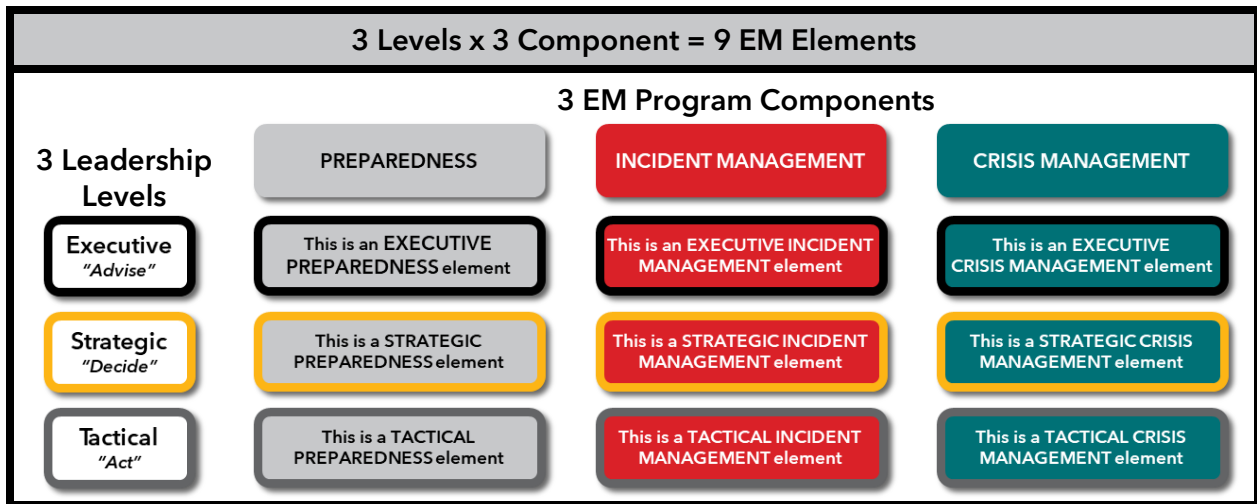 3 Levels x 3 Component = 9 EM Elements
3 EM Program Components
3 Leadership
Levels
PREPAREDNESS
INCIDENT MANAGEMENT
CRISIS MANAGEMENT
Executive
"Advise"
This is an EXECUTIVE
PREPAREDNESS element
This is an EXECUTIVE INCIDENT
MANAGEMENT element
This is an EXECUTIVE
CRISIS MANAGEMENT element
Strategic
"Decide"
This is a STRATEGIC
PREPAREDNESS element
This is a STRATEGIC INCIDENT
MANAGEMENT element
This is a STRATEGIC CRISIS
MANAGEMENT element
Tactical
"Act"
This is a TACTICAL
PREPAREDNESS element
This is a TACTICAL INCIDENT
MANAGEMENT element
This is a TACTICAL CRISIS
MANAGEMENT element